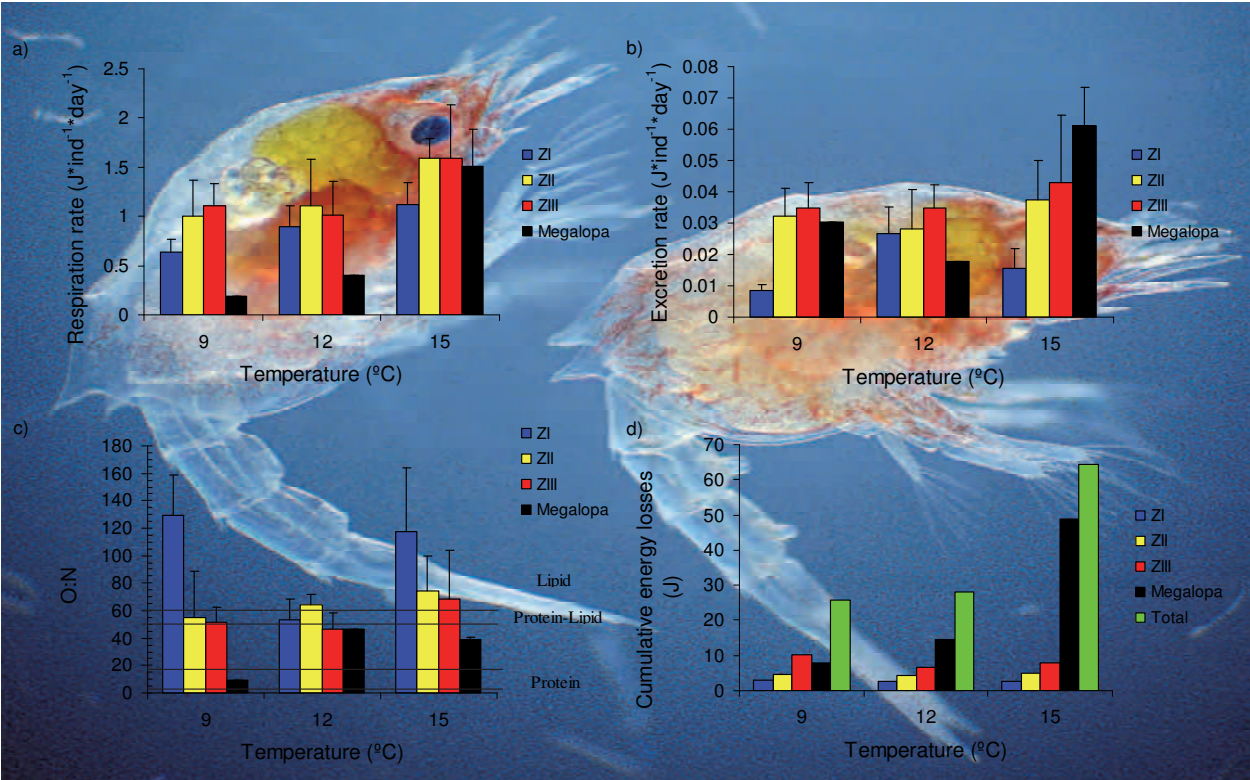 a)
Respiration rate (J*ind⁻¹*day⁻¹)
2.5
2
1.5
1
0.5
0
9
12
15
Temperature (ºC)
ZI
ZII
ZIII
Megalopa
b)
Excretion rate (J*ind⁻¹*day⁻¹)
0.08
0.07
0.06
0.05
0.04
0.03
0.02
0.01
0
9
12
15
Temperature (ºC)
ZI
ZII
ZIII
Megalopa
c)
O:N
180
160
140
120
100
80
60
40
20
0
9
12
15
Temperature (ºC)
ZI
ZII
ZIII
Megalopa
Lipid
Protein-Lipid
Protein
d)
Cumulative energy losses
(J)
70
60
50
40
30
20
10
0
9
12
15
Temperature (ºC)
ZI
ZII
ZIII
Megalopa
Total